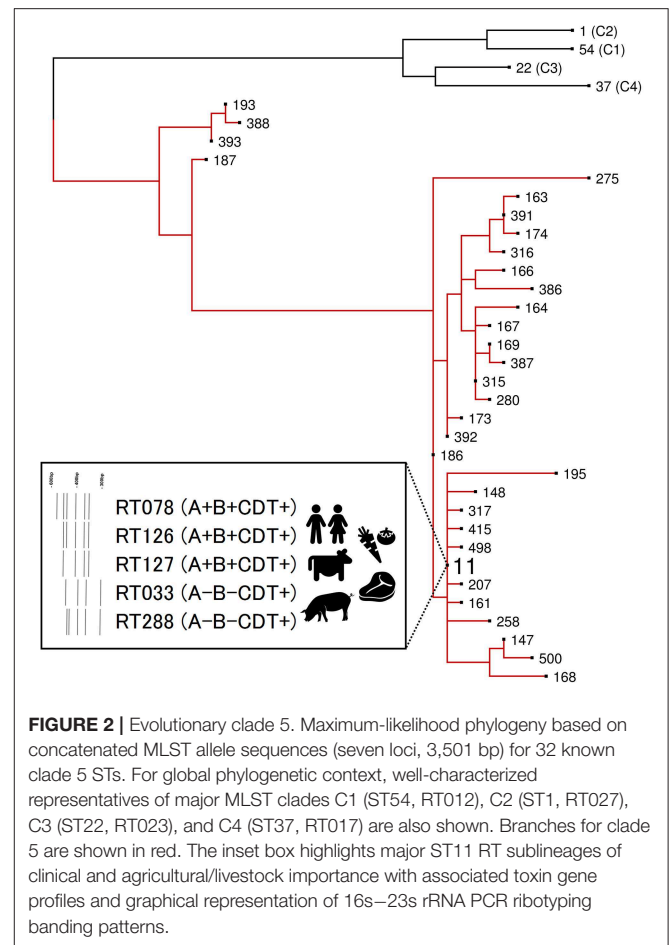 1 (C2)
54 (C1)
22 (C3)
37 (C4)
193
388
393
187
275
163
391
174
316
166
386
164
167
169
387
315
280
173
392
186
195
148
317
415
498
11
207
161
258
147
500
168
RT078 (A+B+CDT+)
RT126 (A+B+CDT+)
RT127 (A+B+CDT+)
RT033 (A-B-CDT+)
RT288 (A-B-CDT+)
FIGURE 2 | Evolutionary clade 5. Maximum-likelihood phylogeny based on
concatenated MLST allele sequences (seven loci, 3,501 bp) for 32 known
clade 5 STs. For global phylogenetic context, well-characterized
representatives of major MLST clades C1 (ST54, RT012), C2 (ST1, RT027),
C3 (ST22, RT023), and C4 (ST37, RT017) are also shown. Branches for clade
5 are shown in red. The inset box highlights major ST11 RT sublineages of
clinical and agricultural/livestock importance with associated toxin gene
profiles and graphical representation of 16s−23s rRNA PCR ribotyping
banding patterns.